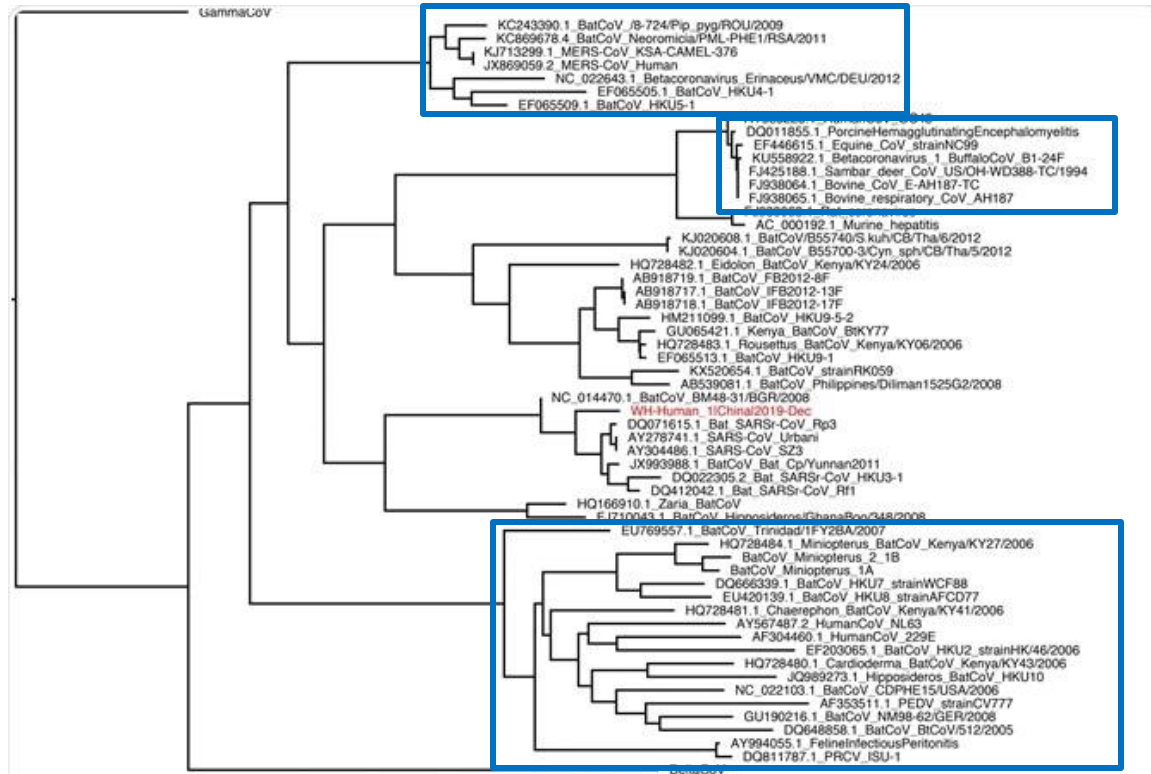 GammaCoV
KC243390.1_BatCoV_/8-724/Pip_pyg/ROU/2009
KC869678.4_BatCoV_Neoromicia/PML-PHE1/RSA/2011
KJ713299.1_MERS-CoV_KSA-CAMEL-376
JX869059.2_MERS-CoV_Human
NC_022643.1_Betacoronavirus_Erinaceus/VMC/DEU/2012
EF065505.1_BatCoV_HKU4-1
EF065509.1_BatCoV_HKU5-1
DQ011855.1_PorcineHemagglutinatingEncephalomyelitis
EF446615.1_Equine_CoV_strainNC99
KU558922.1_Betacoronavirus_1_BuffaloCoV_B1-24F
FJ425188.1_Sambar_deer_CoV_US/OH-WD388-TC/1994
FJ938064.1_Bovine_CoV_E-AH187-TC
FJ938065.1_Bovine_respiratory_CoV_AH187
AC_000192.1_Murine_hepatitis
KJ020608.1_BatCoV/B55740/S.kuh/CB/Tha/6/2012
KJ020604.1_BatCoV_B55700-3/Cyn_sph/CB/Tha/5/2012
HQ728482.1_Eidolon_BatCoV_Kenya/KY24/2006
AB918719.1_BatCoV_FB2012-8F
AB918717.1_BatCoV_IFB2012-13F
AB918718.1_BatCoV_IFB2012-17F
HM211099.1_BatCoV_HKU9-5-2
GU065421.1_Kenya_BatCoV_BtKY77
HQ728483.1_Rousettus_BatCoV_Kenya/KY06/2006
EF065513.1_BatCoV_HKU9-1
KX520654.1_BatCoV_strainRK059
AB539081.1_BatCoV_Philippines/Diliman1525G2/2008
NC_014470.1_BatCoV_BM48-31/BGR/2008
WH-Human_1|China|2019-Dec
DQ071615.1_Bat_SARSr-CoV_Rp3
AY278741.1_SARS-CoV_Urbani
AY304486.1_SARS-CoV_SZ3
JX993988.1_BatCoV_Bat_Cp/Yunnan2011
DQ022305.2_Bat_SARSr-CoV_HKU3-1
DQ412042.1_Bat_SARSr-CoV_Rf1
HQ166910.1_Zaria_BatCoV
FJ710043.1_BatCoV_Hipposideros/GhanaBoo/348/2008
EU769557.1_BatCoV_Trinidad/1FY2BA/2007
HQ728484.1_Miniopterus_BatCoV_Kenya/KY27/2006
BatCoV_Miniopterus_2_1B
BatCoV_Miniopterus_1A
DQ666339.1_BatCoV_HKU7_strainWCF88
EU420139.1_BatCoV_HKU8_strainAFCD77
HQ728481.1_Chaerephon_BatCoV_Kenya/KY41/2006
AY567487.2_HumanCoV_NL63
AF304460.1_HumanCoV_229E
EF203065.1_BatCoV_HKU2_strainHK/46/2006
HQ728480.1_Cardioderma_BatCoV_Kenya/KY43/2006
JQ989273.1_Hipposideros_BatCoV_HKU10
NC_022103.1_BatCoV_CDPHE15/USA/2006
AF353511.1_PEDV_strainCV777
GU190216.1_BatCoV_NM98-62/GER/2008
DQ648858.1_BatCoV_BtCoV/512/2005
AY994055.1_FelineInfectiousPeritonitis
DQ811787.1_PRCV_ISU-1